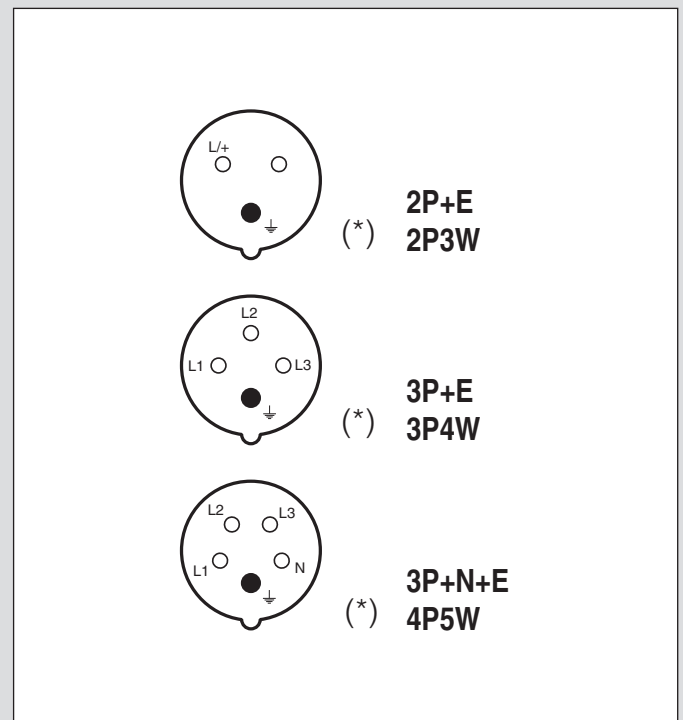 L/+
2P+E
(*)
2P3W
L2
L1
L3
3P+E
(*)
3P4W
L2
L3
L1
N
3P+N+E
(*)
4P5W